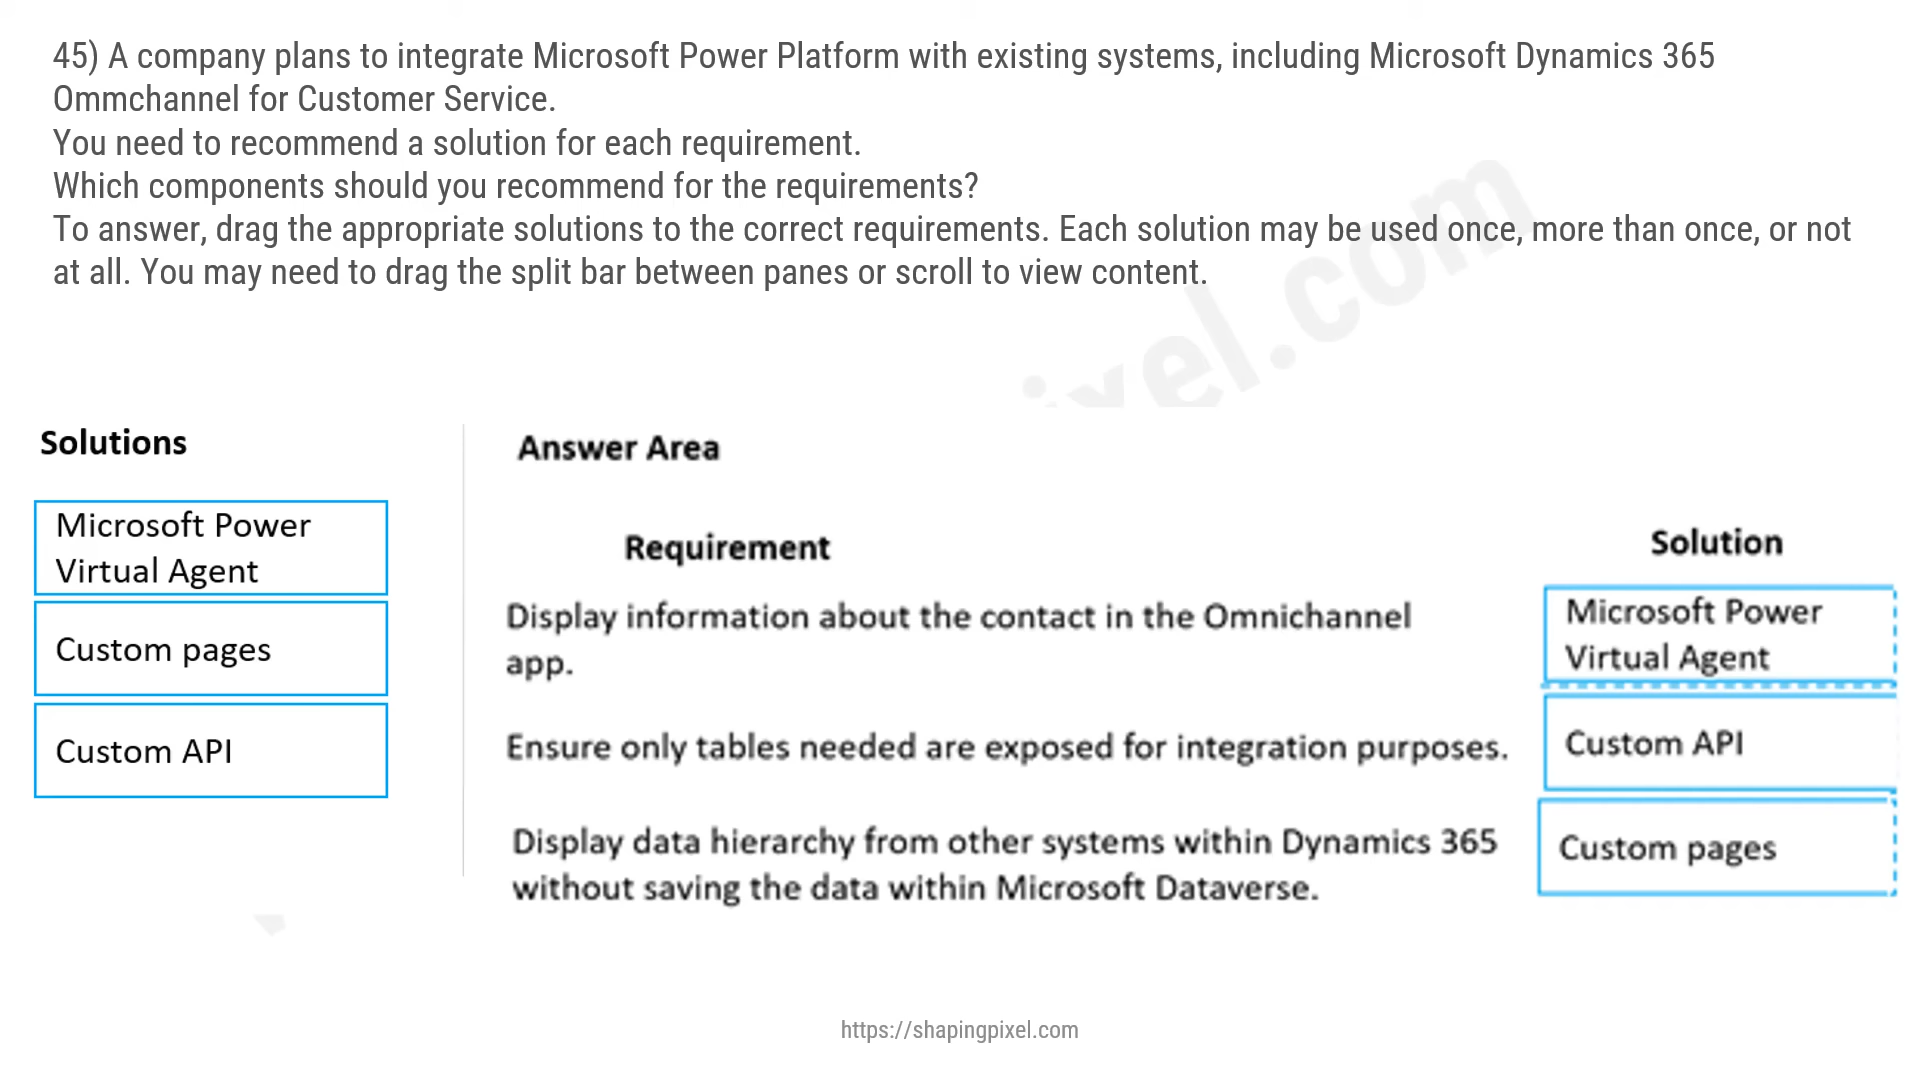 45) A company plans to integrate Microsoft Power Platform with existing systems, including Microsoft Dynamics 365
Ommchannel for Customer Service.
You need to recommend a solution for each requirement.
Which components should you recommend for the requirements?
To answer, drag the appropriate solutions to the correct requirements. Each solution may be used once, more than once, or not
at all. You may need to drag the split bar between panes or scroll to view content.
ixel.com
Solutions
Microsoft Power
Virtual Agent
Custom pages
Custom API
Answer Area
Requirement
Solution
Display information about the contact in the Omnichannel
app.
Microsoft Power
Virtual Agent
Ensure only tables needed are exposed for integration purposes.
Custom API
Display data hierarchy from other systems within Dynamics 365
without saving the data within Microsoft Dataverse.
Custom pages
https://shapingpixel.com